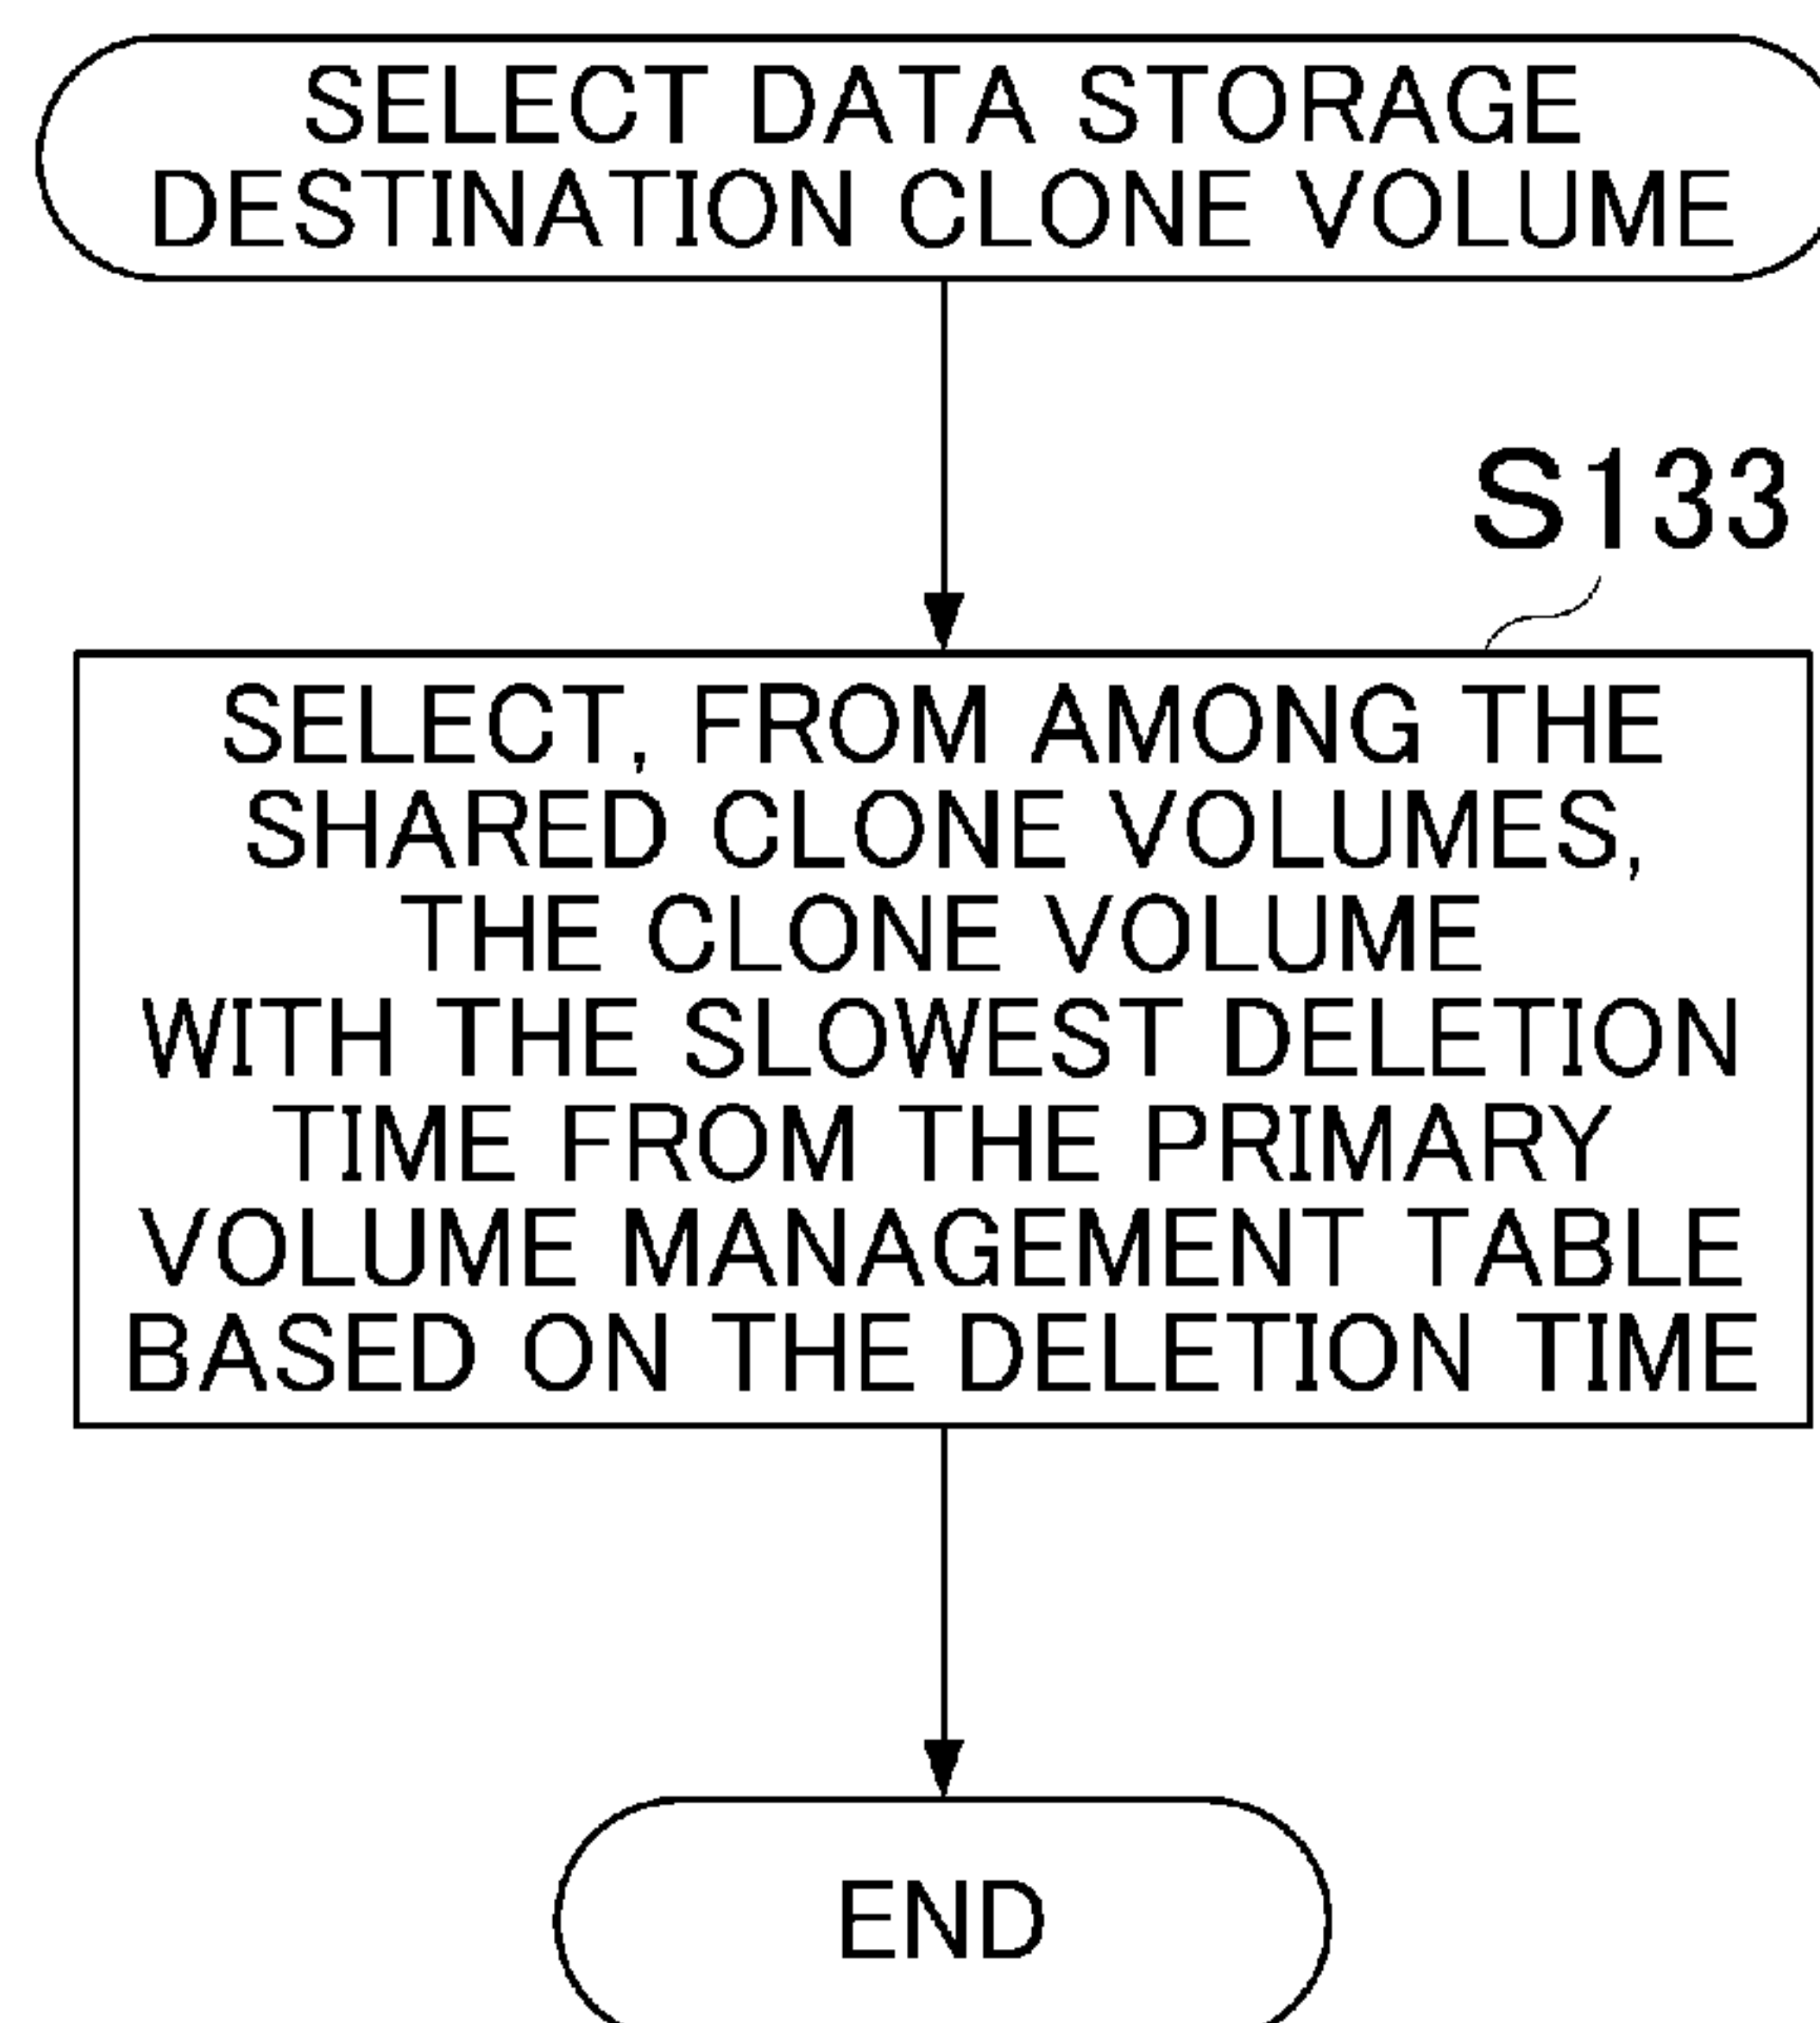 SELECT DATA STORAGE
DESTINATION CLONE VOLUME
S133
SELECT, FROM AMONG THE
SHARED CLONE VOLUMES,
THE CLONE VOLUME
WITH THE SLOWEST DELETION
TIME FROM THE PRIMARY
VOLUME MANAGEMENT TABLE
BASED ON THE DELETION TIME
END